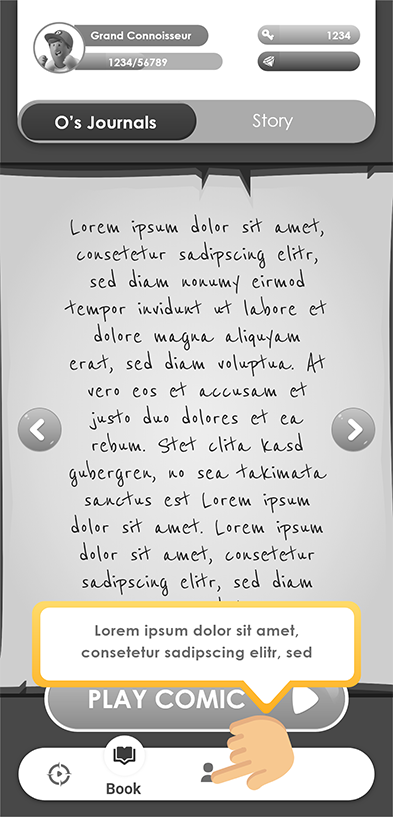 Grand Connoisseur
1234
1234/56789
O's Journals
Story
Lorem ipsum dolor sit amet,
consetetur sadipscing elitr,
sed diam nonumy eirmod
tempor invidunt ut labore et
dolore magna aliquyam
erat, sed diam voluptua. At
vero eos et accusam et
justo duo dolores et ea
rebum. Stet clita kasd
gubergren, no sea takimata
sanctus est Lorem ipsum
dolor sit amet. Lorem ipsum
dolor sit amet, consetetur
sadipscing elitr, sed diam
Lorem ipsum dolor sit amet,
consetetur sadipscing elitr, sed
PLAY COMIC
Book